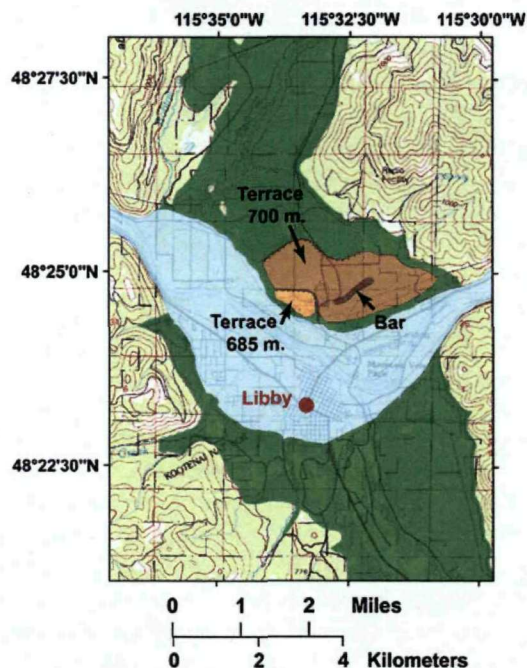 115°35'0"W 115°32'30"W 115°30'0"W
48°27'30"N
Terrace
700 m.
48°25'0"N
Terrace
685 m.
Bar
Libby
48°22'30"N
KOOTENAI N
0 1 2 Miles
0 2 4 Kilometers